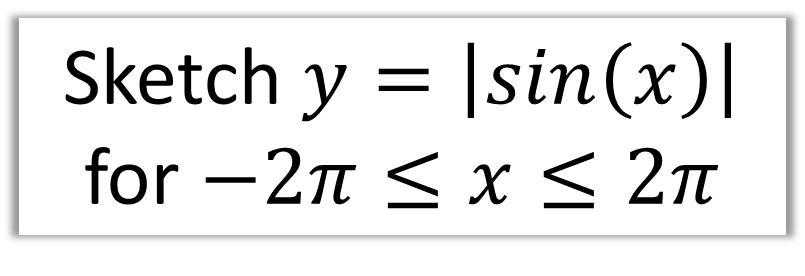 Sketch y = |sin(x)|
for −2π ≤ x ≤ 2π